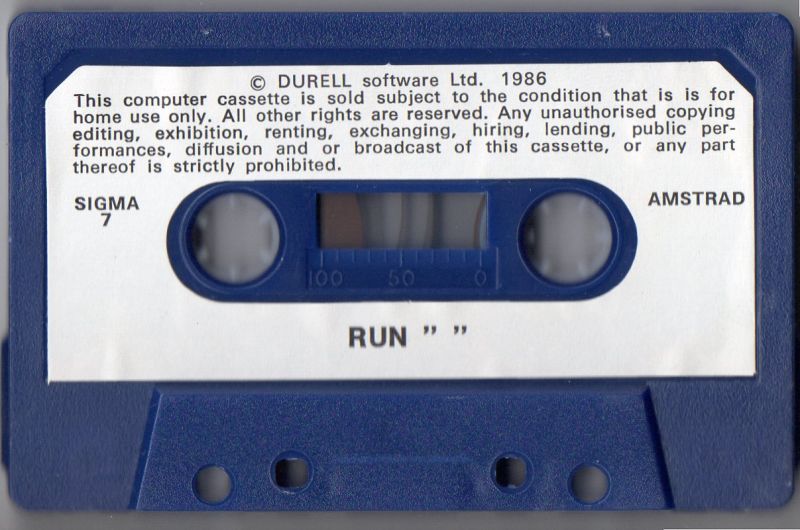 © DURELL software Ltd. 1986
This computer cassette is sold subject to the condition that is is for
home use only. All other rights are reserved. Any unauthorised copying
editing, exhibition, renting, exchanging, hiring, lending, public per-
formances, diffusion and or broadcast of this cassette, or any part
thereof is strictly prohibited.
SIGMA
7
AMSTRAD
100 50 0
RUN ” ”